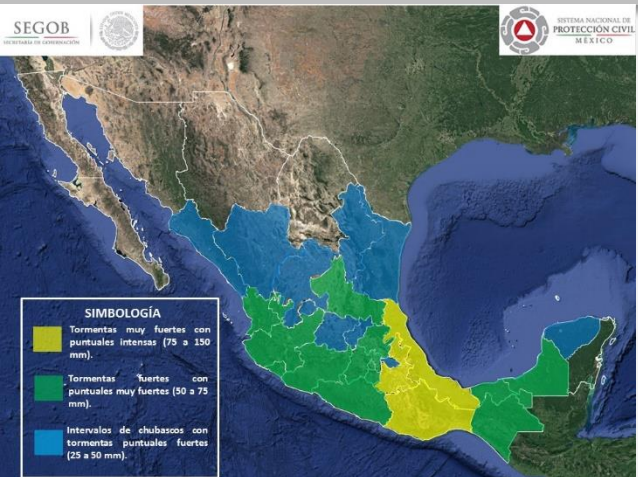 SEGOB
SECRETARÍA DE GOBERNACIÓN
SISTEMA NACIONAL DE
PROTECCIÓN CIVIL
MÉXICO
SIMBOLOGÍA
Tormentas muy fuertes con
puntuales intensas (75 a 150
mm).
Tormentas fuertes con
puntuales muy fuertes (50 a 75
mm).
Intervalos de chubascos con
tormentas puntuales fuertes
(25 a 50 mm).